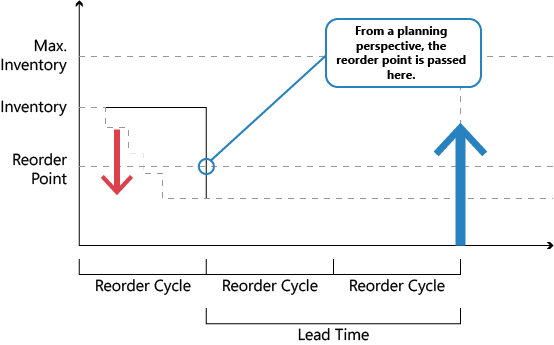 From a planning
perspective, the
reorder point is passed
here.
Max.
Inventory
Inventory
Reorder
Point
Reorder Cycle
Reorder Cycle
Reorder Cycle
Lead Time